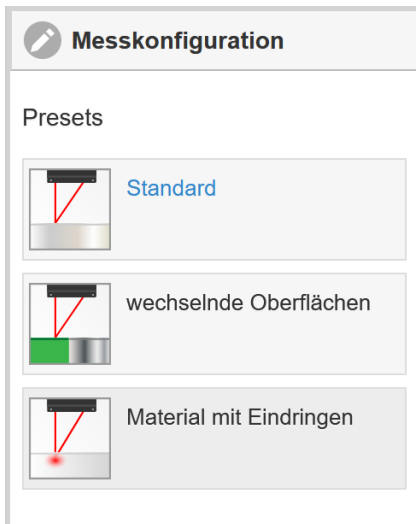 Messkonfiguration
Presets
Standard
wechselnde Oberflächen
Material mit Eindringen